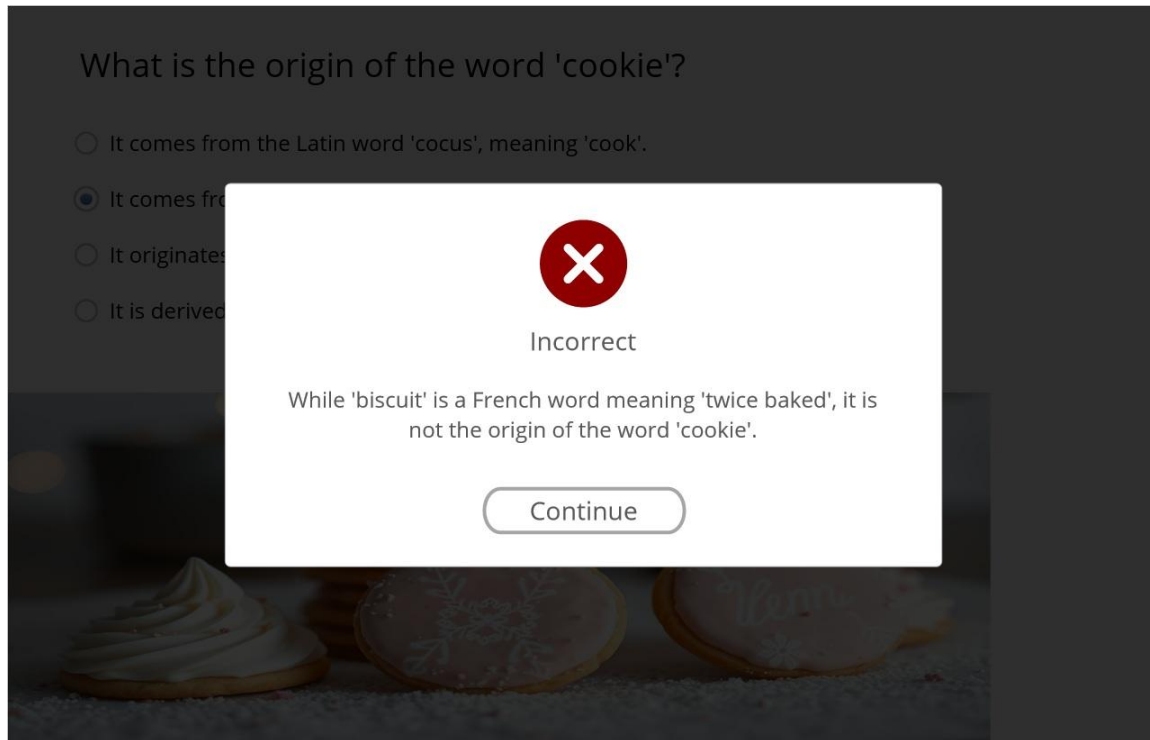 What is the origin of the word 'cookie'?
It comes from the Latin word 'cocus', meaning 'cook'.
It comes
It originates
It is derived
Incorrect
While 'biscuit' is a French word meaning 'twice baked', it is
not the origin of the word 'cookie'.
Continue